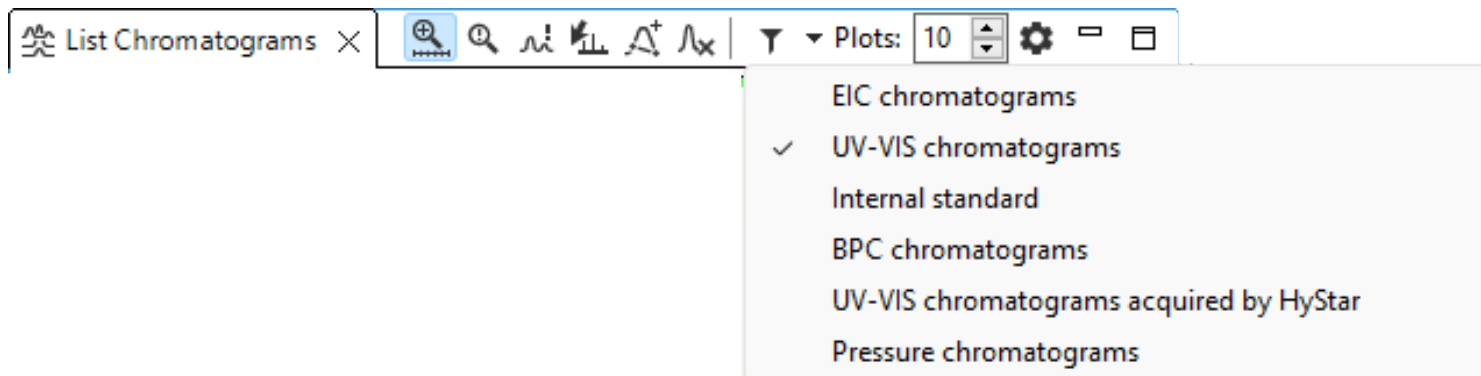 List Chromatograms Plots: 10
EIC chromatograms
UV-VIS chromatograms
Internal standard
BPC chromatograms
UV-VIS chromatograms acquired by HyStar
Pressure chromatograms